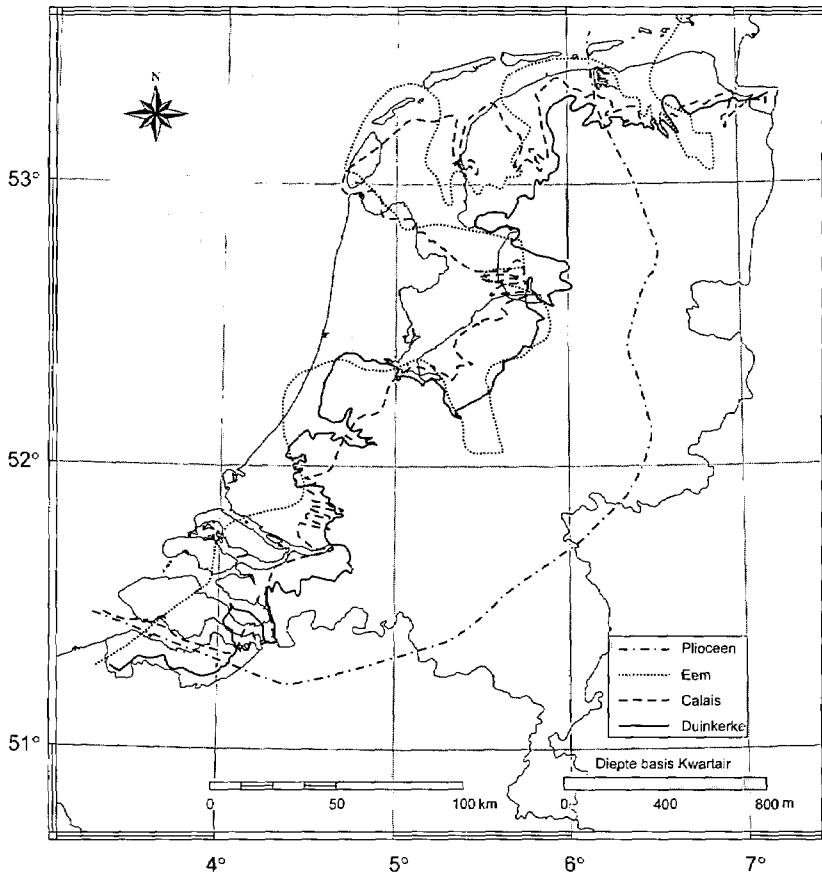 N
53°
52°
51°
Plioceen
Eem
Calais
Duinkerke
Diepte basis Kwartair
0 50 100 km
0 400 800 m
4° 5° 6° 7°